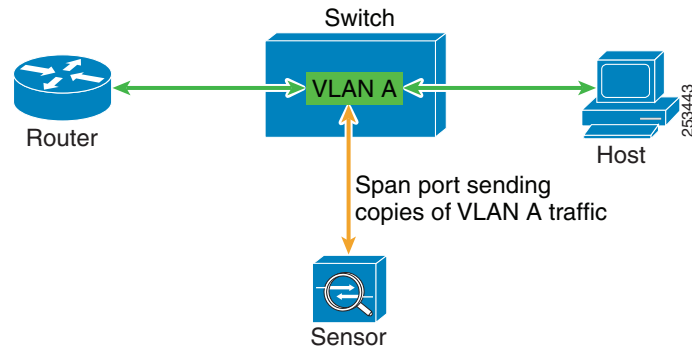 Switch
VLAN A
Router
Host
253443
Span port sending
copies of VLAN A traffic
Sensor